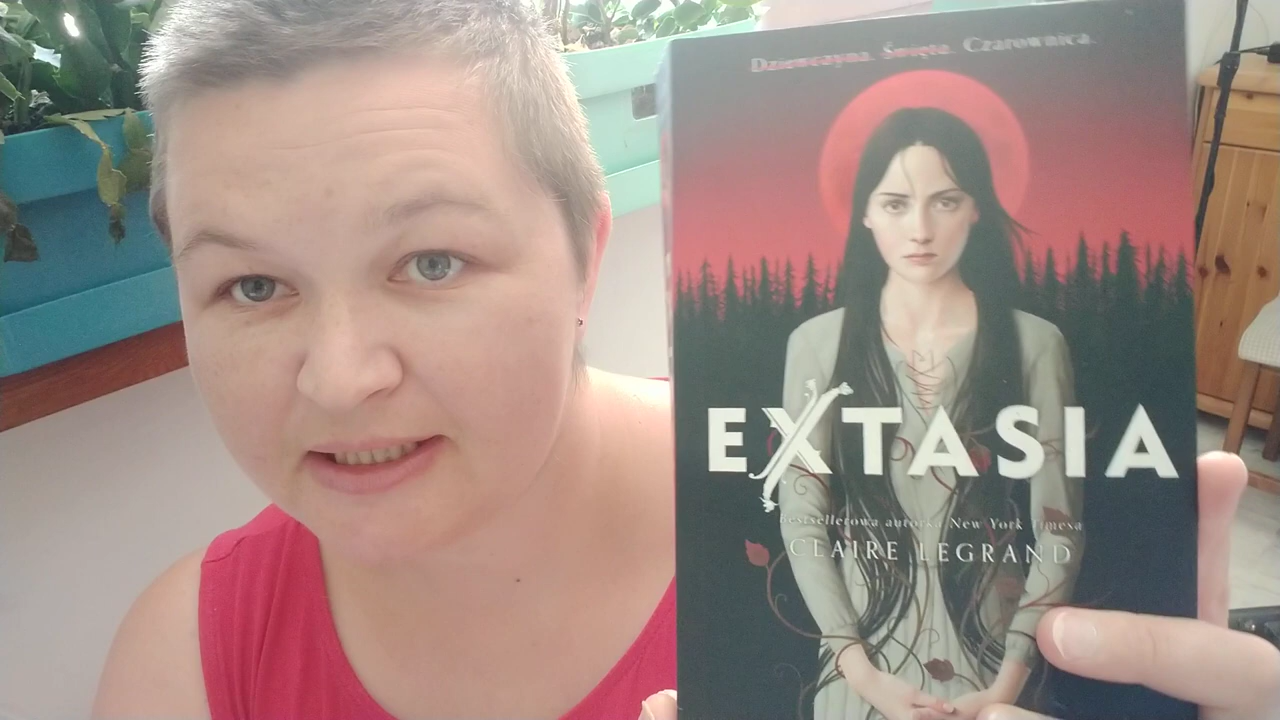 Dziewczyna. Święta. Czarownica.
EXTASIA
bestsellerowa autorka New York Timesa
CLAIRE LEGRAND